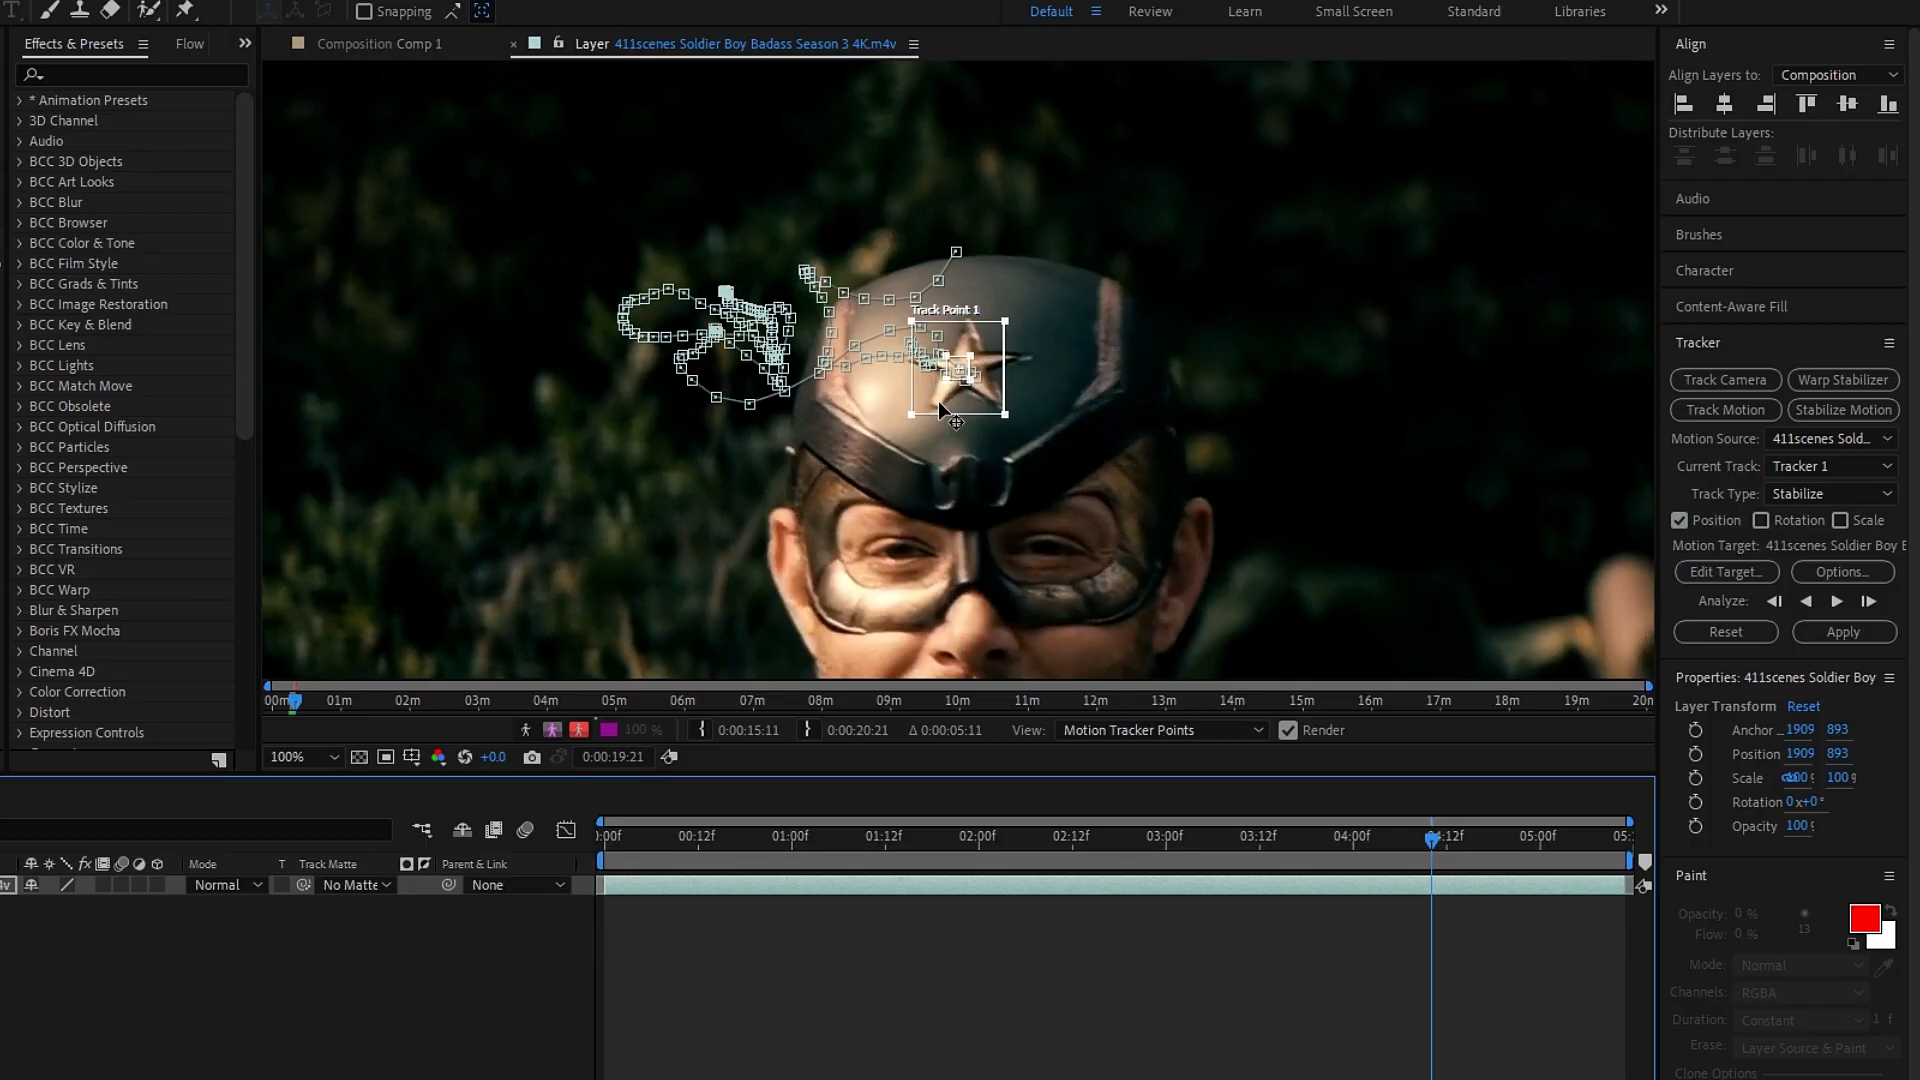 Snapping
Default
Review
Learn
Small Screen
Standard
Libraries
Effects & Presets
Flow
Composition Comp 1
Layer 411scenes Soldier Boy Badass Season 3 4K.m4v
Align
Align Layers to: Composition
Distribute Layers:
* Animation Presets
3D Channel
Audio
BCC 3D Objects
BCC Art Looks
BCC Blur
BCC Browser
BCC Color & Tone
BCC Film Style
BCC Grads & Tints
BCC Image Restoration
BCC Key & Blend
BCC Lens
BCC Lights
BCC Match Move
BCC Obsolete
BCC Optical Diffusion
BCC Particles
BCC Perspective
BCC Stylize
BCC Textures
BCC Time
BCC Transitions
BCC VR
BCC Warp
Blur & Sharpen
Boris FX Mocha
Channel
Cinema 4D
Color Correction
Distort
Expression Controls
Track Point 1
Audio
Brushes
Character
Content-Aware Fill
Tracker
Track Camera
Warp Stabilizer
Track Motion
Stabilize Motion
Motion Source: 411scenes Sold...
Current Track: Tracker 1
Track Type: Stabilize
Position Rotation Scale
Motion Target: 411scenes Soldier Boy E
Edit Target...
Options...
Analyze:
Reset
Apply
Properties: 411scenes Soldier Boy
Layer Transform Reset
Anchor ... 1909 893
Position 1909 893
Scale 100 100
Rotation 0x+0°
Opacity 100
00m 01m 02m 03m 04m 05m 06m 07m 08m 09m 10m 11m 12m 13m 14m 15m 16m 17m 18m 19m 20m
100 % 0:00:15:11 0:00:20:21 Δ 0:00:05:11 View: Motion Tracker Points Render
100% +0.0 0:00:19:21
:00f 00:12f 01:00f 01:12f 02:00f 02:12f 03:00f 03:12f 04:00f 04:12f 05:00f 05:
fx Mode T Track Matte Parent & Link
4v Normal No Matte None
Paint
Opacity: 0 %
Flow: 0 %
13
Mode: Normal
Channels: RGBA
Duration: Constant 1 f
Erase: Layer Source & Paint
Clone Options